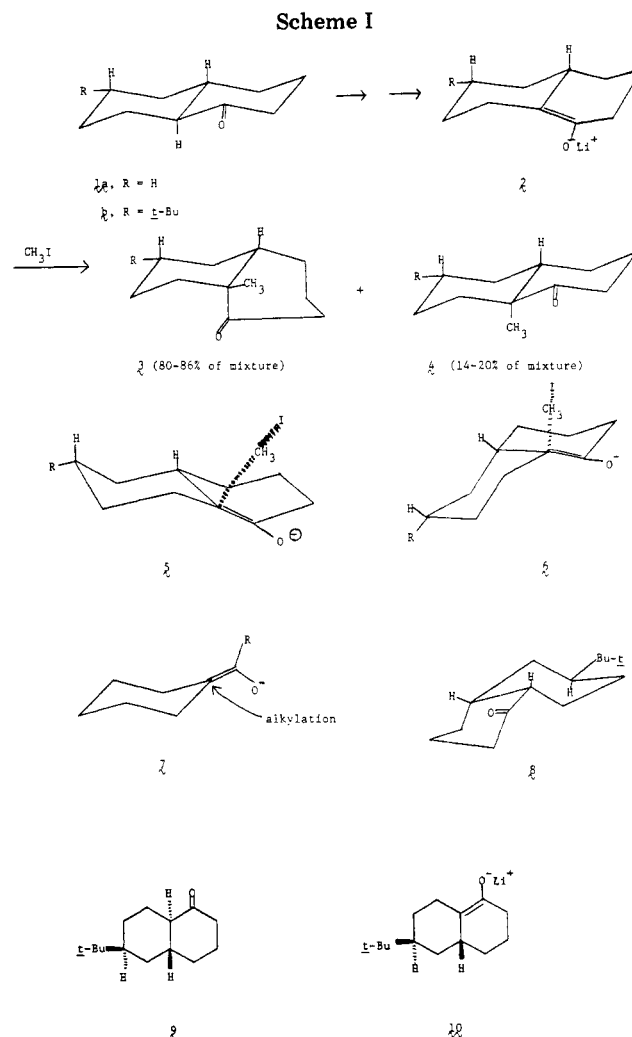 Scheme I
H
H
R
O
H
H
H
R
O⁻Li⁺
1a, R = H
b, R = t-Bu
2
CH₃I
H
H
R
CH₃
O
+
H
H
R
O
CH₃
3 (80-86% of mixture)
4 (14-20% of mixture)
I
CH₃
H
H
R
O ⊖
I
CH₃
H
O⁻
H
R
5
6
R
O⁻
alkylation
Bu-t
H
H
H
O
7
8
H
O
t-Bu
H
H
O⁻Li⁺
t-Bu
H
H
9
10